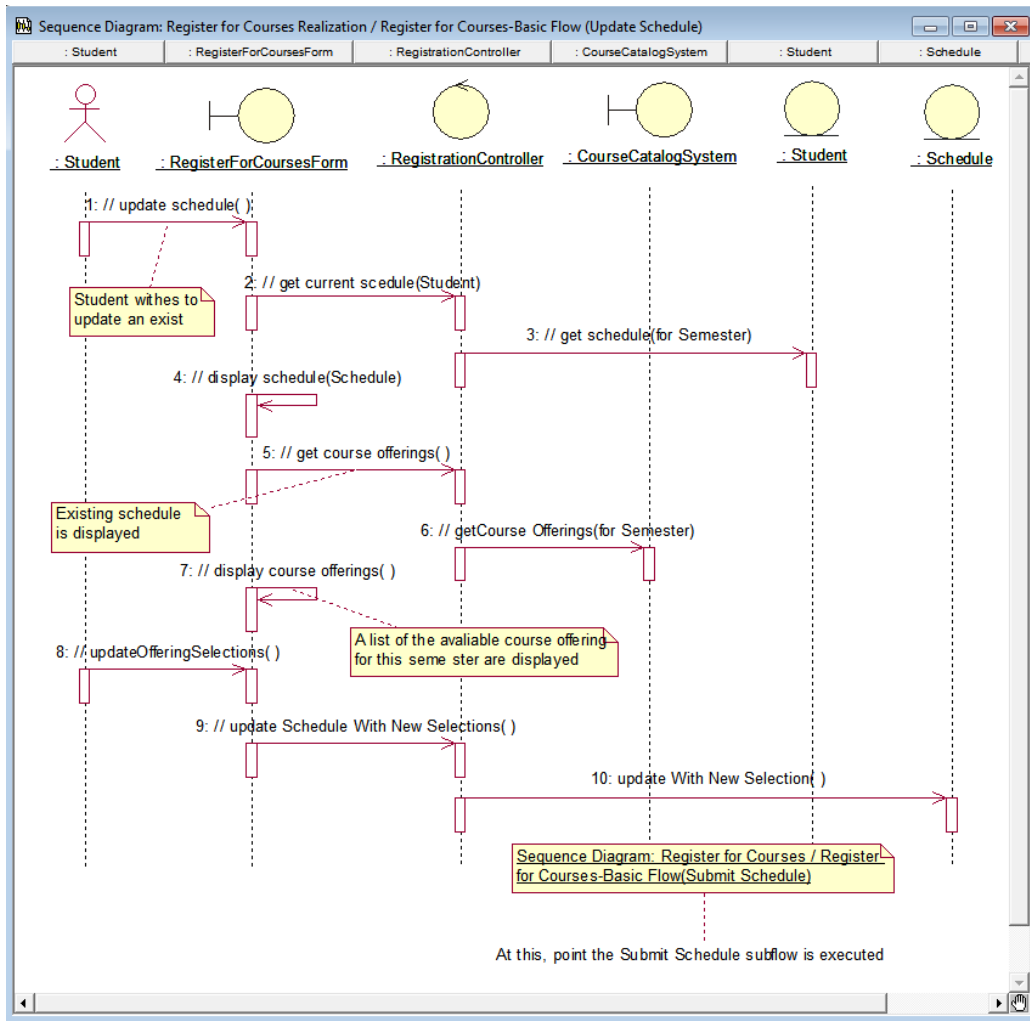 Sequence Diagram: Register for Courses Realization / Register for Courses-Basic Flow (Update Schedule)
: Student
: RegisterForCoursesForm
: RegistrationController
: CourseCatalogSystem
: Student
: Schedule
: Student
: RegisterForCoursesForm
: RegistrationController
: CourseCatalogSystem
: Student
: Schedule
1: // update schedule( )
Student withes to
update an exist
2: // get current scedule(Student)
3: // get schedule(for Semester)
4: // display schedule(Schedule)
5: // get course offerings( )
Existing schedule
is displayed
6: // getCourse Offerings(for Semester)
7: // display course offerings( )
A list of the avaliable course offering
for this seme ster are displayed
8: // updateOfferingSelections( )
9: // update Schedule With New Selections( )
10: update With New Selection( )
Sequence Diagram: Register for Courses / Register
for Courses-Basic Flow(Submit Schedule)
At this, point the Submit Schedule subflow is executed